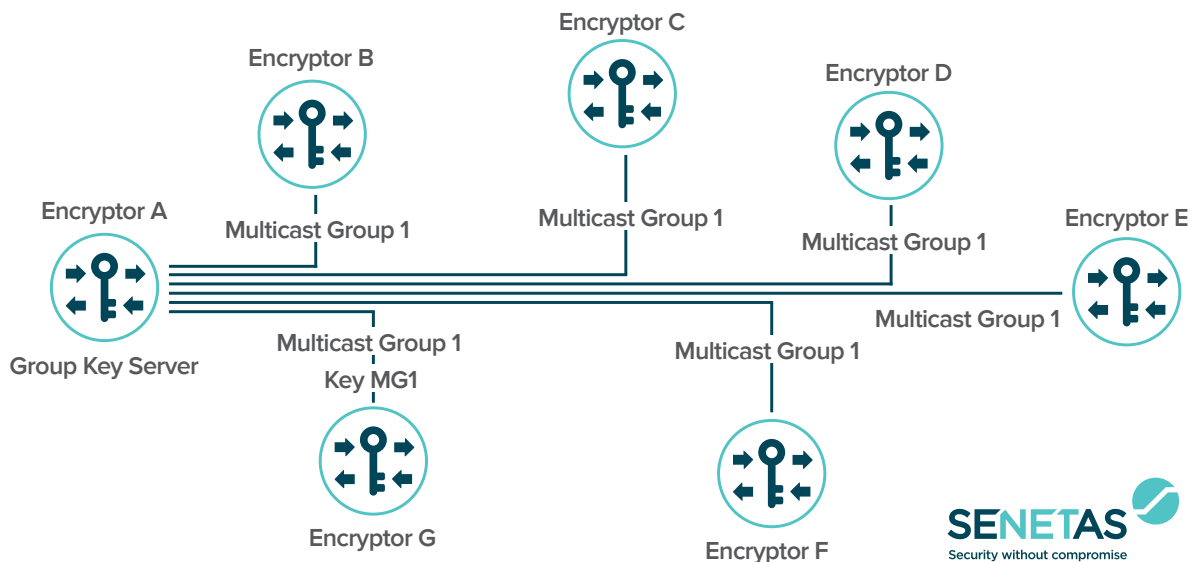 Encryptor C
Encryptor B
Encryptor D
Encryptor A
Multicast Group 1
Multicast Group 1
Multicast Group 1
Encryptor E
Multicast Group 1
Multicast Group 1
Key MG1
Multicast Group 1
Group Key Server
Encryptor G
Encryptor F
SENETAS
Security without compromise